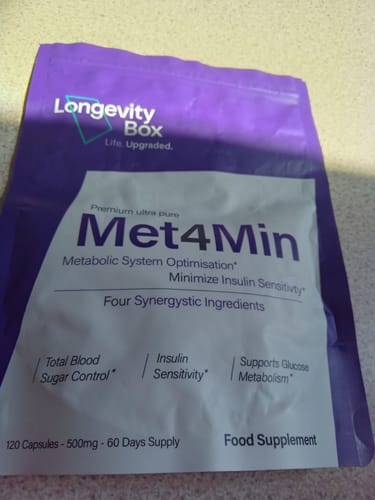 Longevity
Box
Life. Upgraded.
Premium ultra pure
Met4Min
Metabolic System Optimisation*
Minimize Insulin Sensitivty*
Four Synergystic Ingredients
Total Blood
Sugar Control*
Insulin
Sensitivity*
Supports Glucose
Metabolism*
120 Capsules - 500mg - 60 Days Supply
Food Supplement